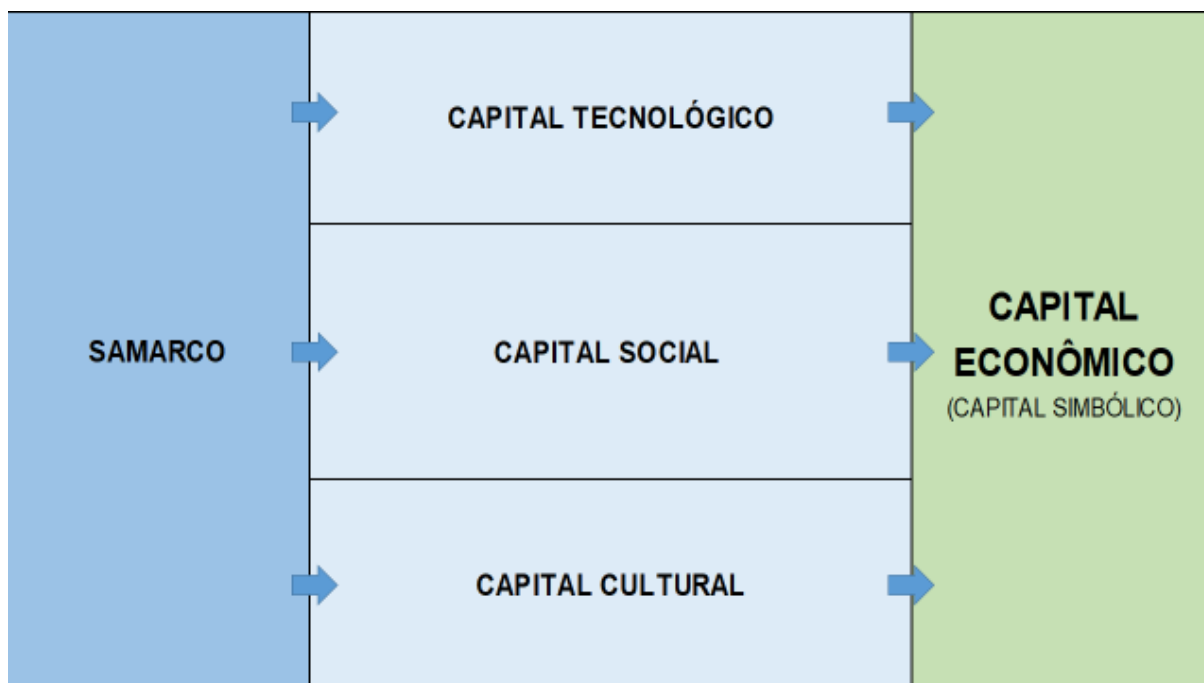 SAMARCO
CAPITAL TECNOLÓGICO
CAPITAL SOCIAL
CAPITAL CULTURAL
CAPITAL
ECONÔMICO
(CAPITAL SIMBÓLICO)